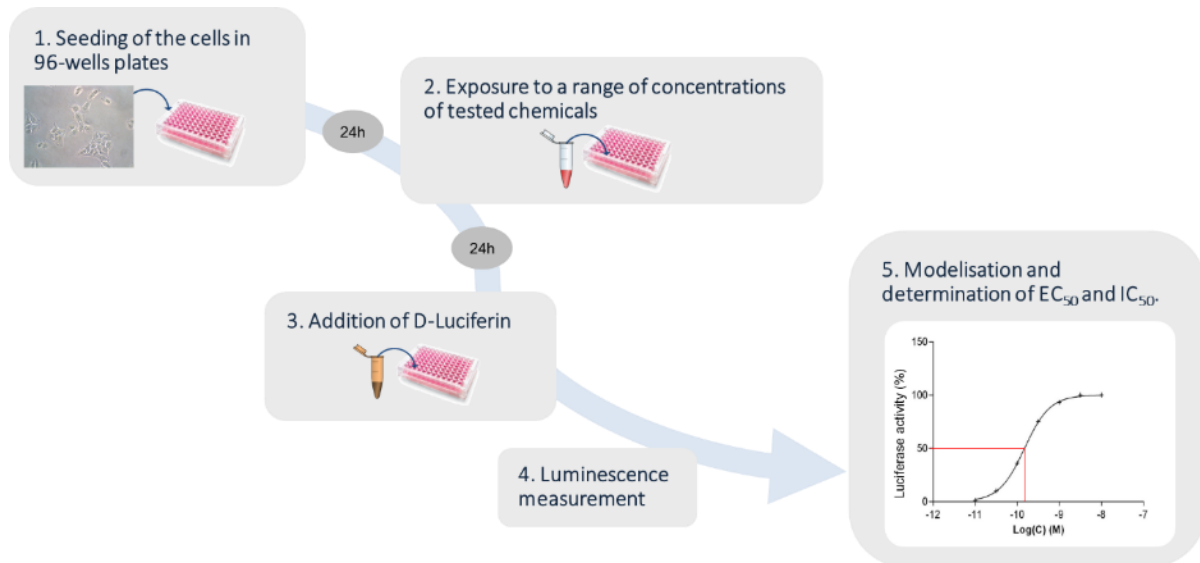 1. Seeding of the cells in
96-wells plates
24h
2. Exposure to a range of concentrations
of tested chemicals
24h
3. Addition of D-Luciferin
4. Luminescence
measurement
5. Modelisation and
determination of EC50 and IC50.
150
100
50
0
Luciferase activity (%)
-12 -11 -10 -9 -8 -7
Log(C) (M)